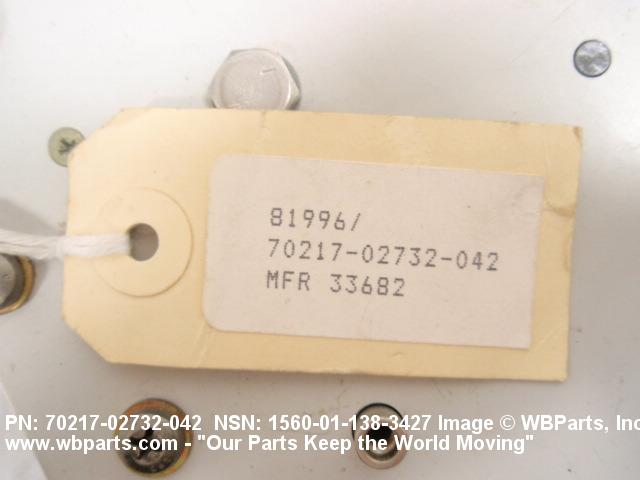 81996/
70217-02732-042
MFR 33682
PN: 70217-02732-042 NSN: 1560-01-138-3427 Image © WBParts, Inc
www.wbparts.com - "Our Parts Keep the World Moving"